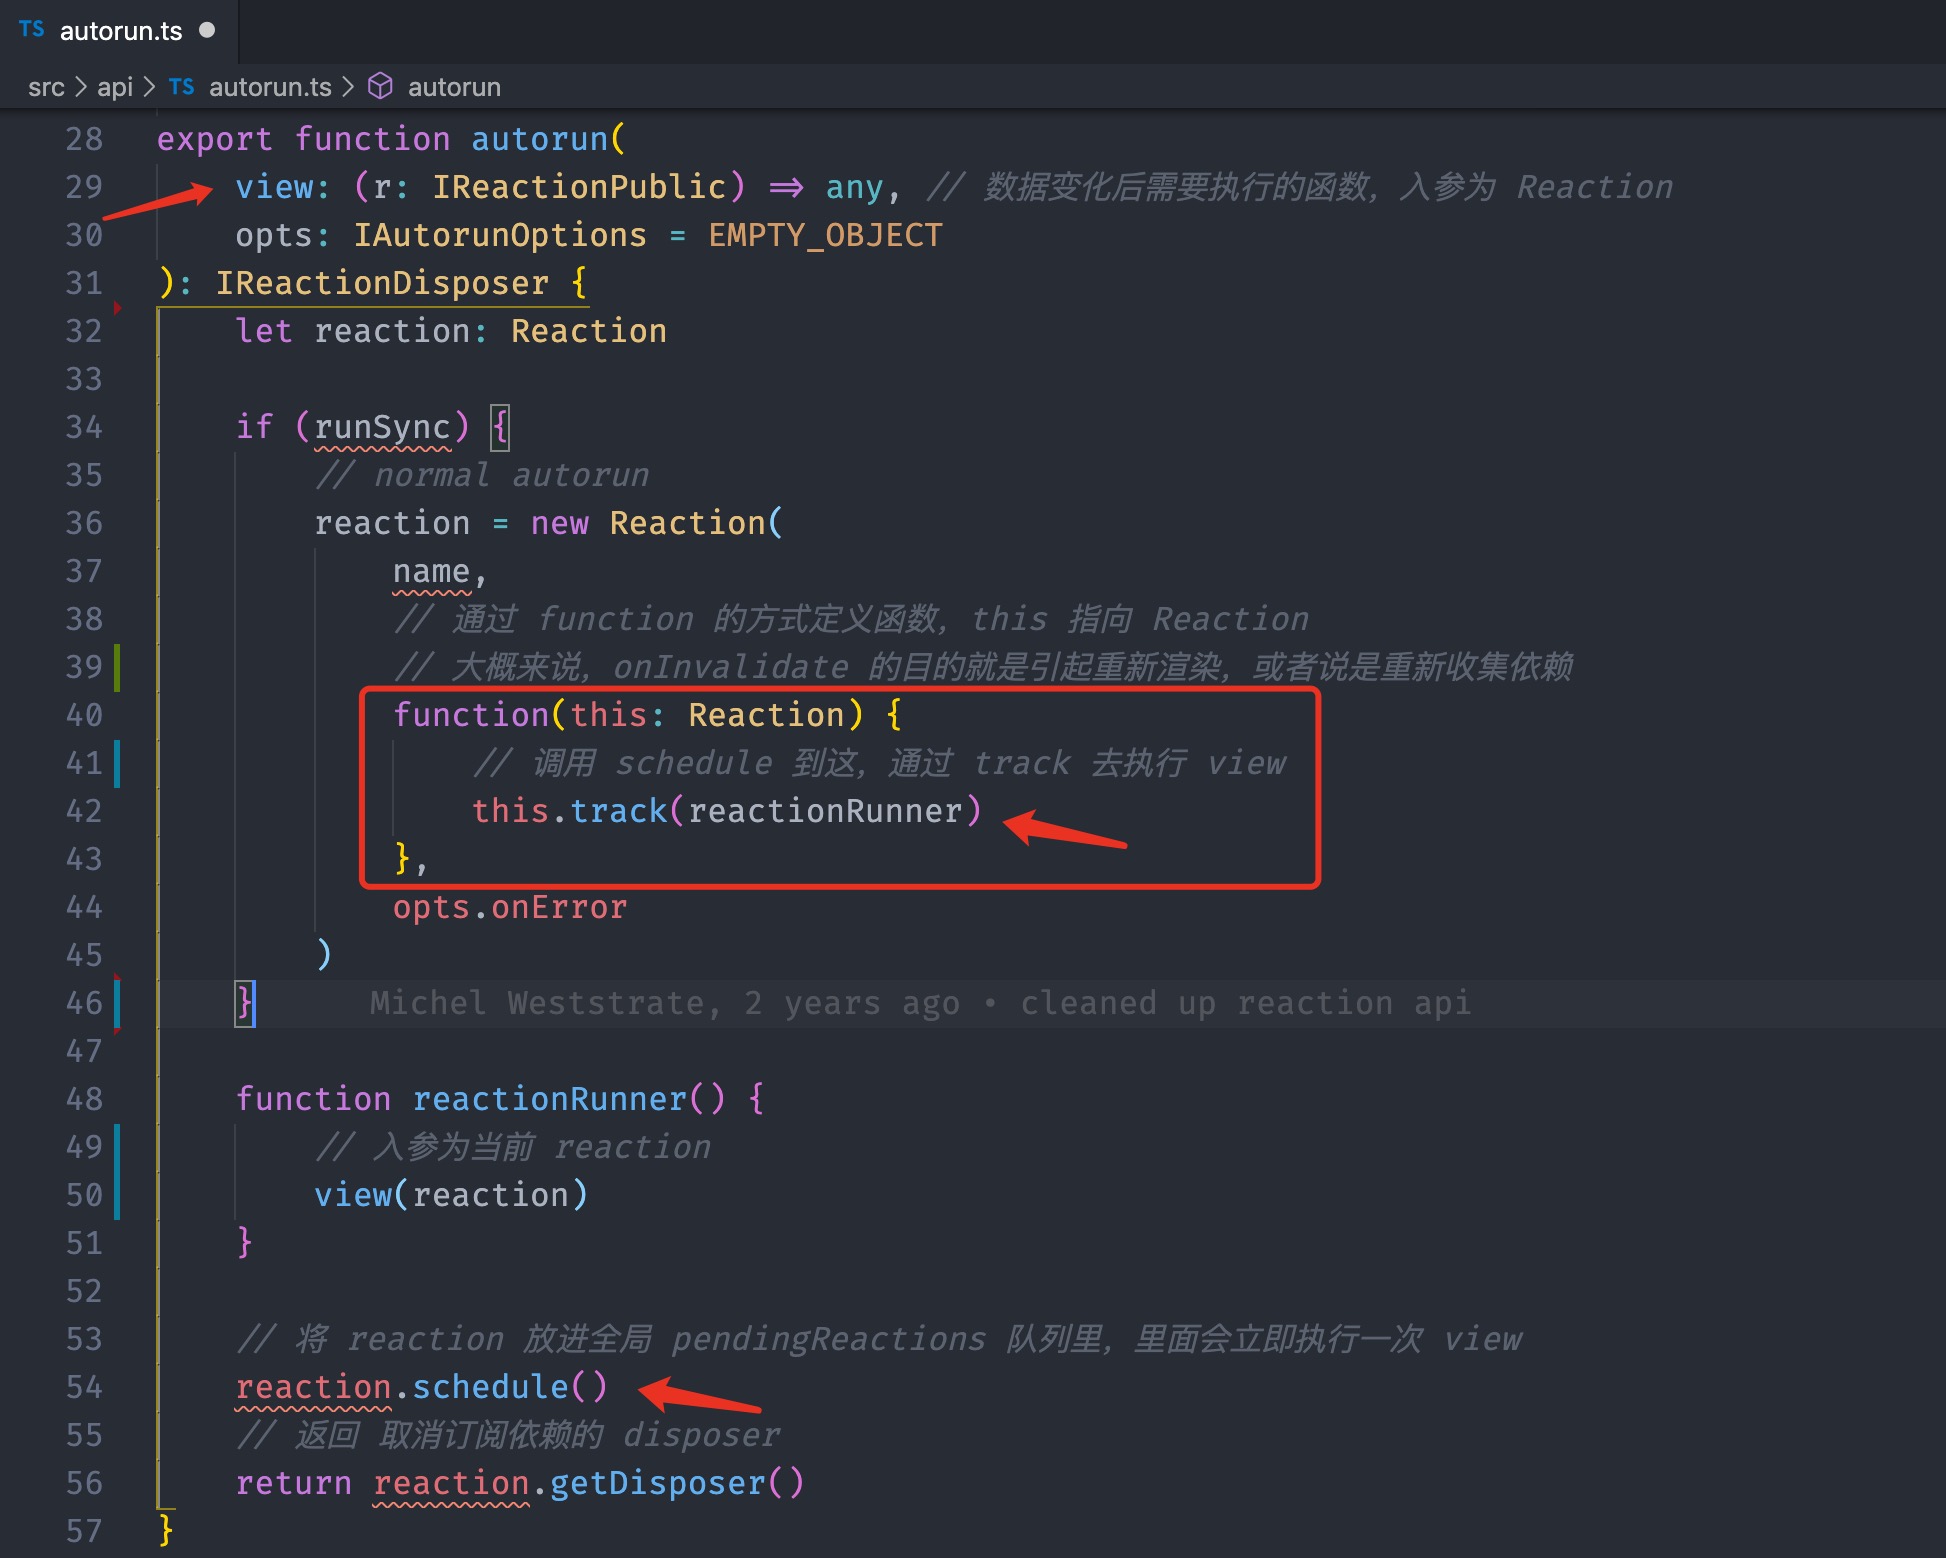 TS autorun.ts
src > api > TS autorun.ts > autorun
28 export function autorun(
29 view: (r: IReactionPublic) => any, // 数据变化后需要执行的函数，入参为 Reaction
30 opts: IAutorunOptions = EMPTY_OBJECT
31 ): IReactionDisposer {
32 let reaction: Reaction
33
34 if (runSync) {
35 // normal autorun
36 reaction = new Reaction(
37 name,
38 // 通过 function 的方式定义函数，this 指向 Reaction
39 // 大概来说，onInvalidate 的目的就是引起重新渲染，或者说是重新收集依赖
40 function(this: Reaction) {
41 // 调用 schedule 到这，通过 track 去执行 view
42 this.track(reactionRunner)
43 },
44 opts.onError
45 )
46 } Michel Weststrate, 2 years ago • cleaned up reaction api
47
48 function reactionRunner() {
49 // 入参为当前 reaction
50 view(reaction)
51 }
52
53 // 将 reaction 放进全局 pendingReactions 队列里，里面会立即执行一次 view
54 reaction.schedule()
55 // 返回 取消订阅依赖的 disposer
56 return reaction.getDisposer()
57 }